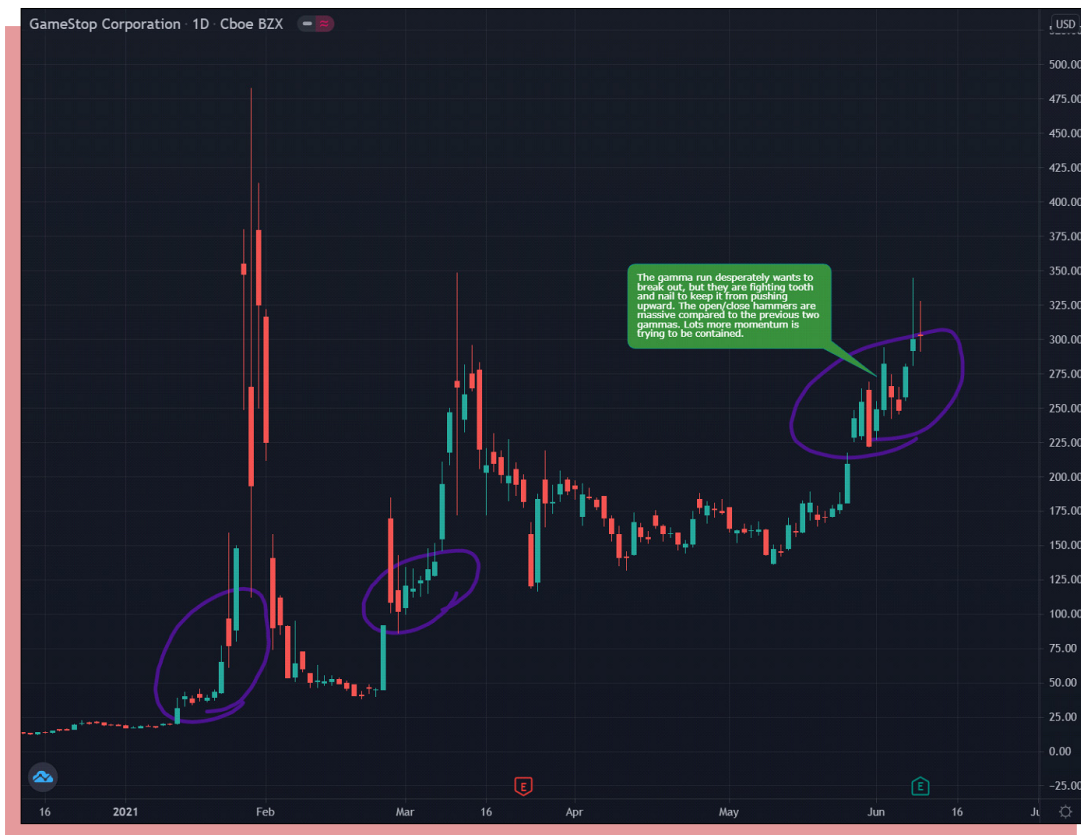 GameStop Corporation · 1D · Cboe BZX
USD
500.00
475.00
450.00
425.00
400.00
375.00
350.00
325.00
300.00
275.00
250.00
225.00
200.00
175.00
150.00
125.00
100.00
75.00
50.00
25.00
0.00
−25.00
The gamma run desperately wants to
break out, but they are fighting tooth
and nail to keep it from pushing
upward. The open/close hammers are
massive compared to the previous two
gammas. Lots more momentum is
trying to be contained.
E
E
16
2021
Feb
Mar
16
Apr
May
Jun
16